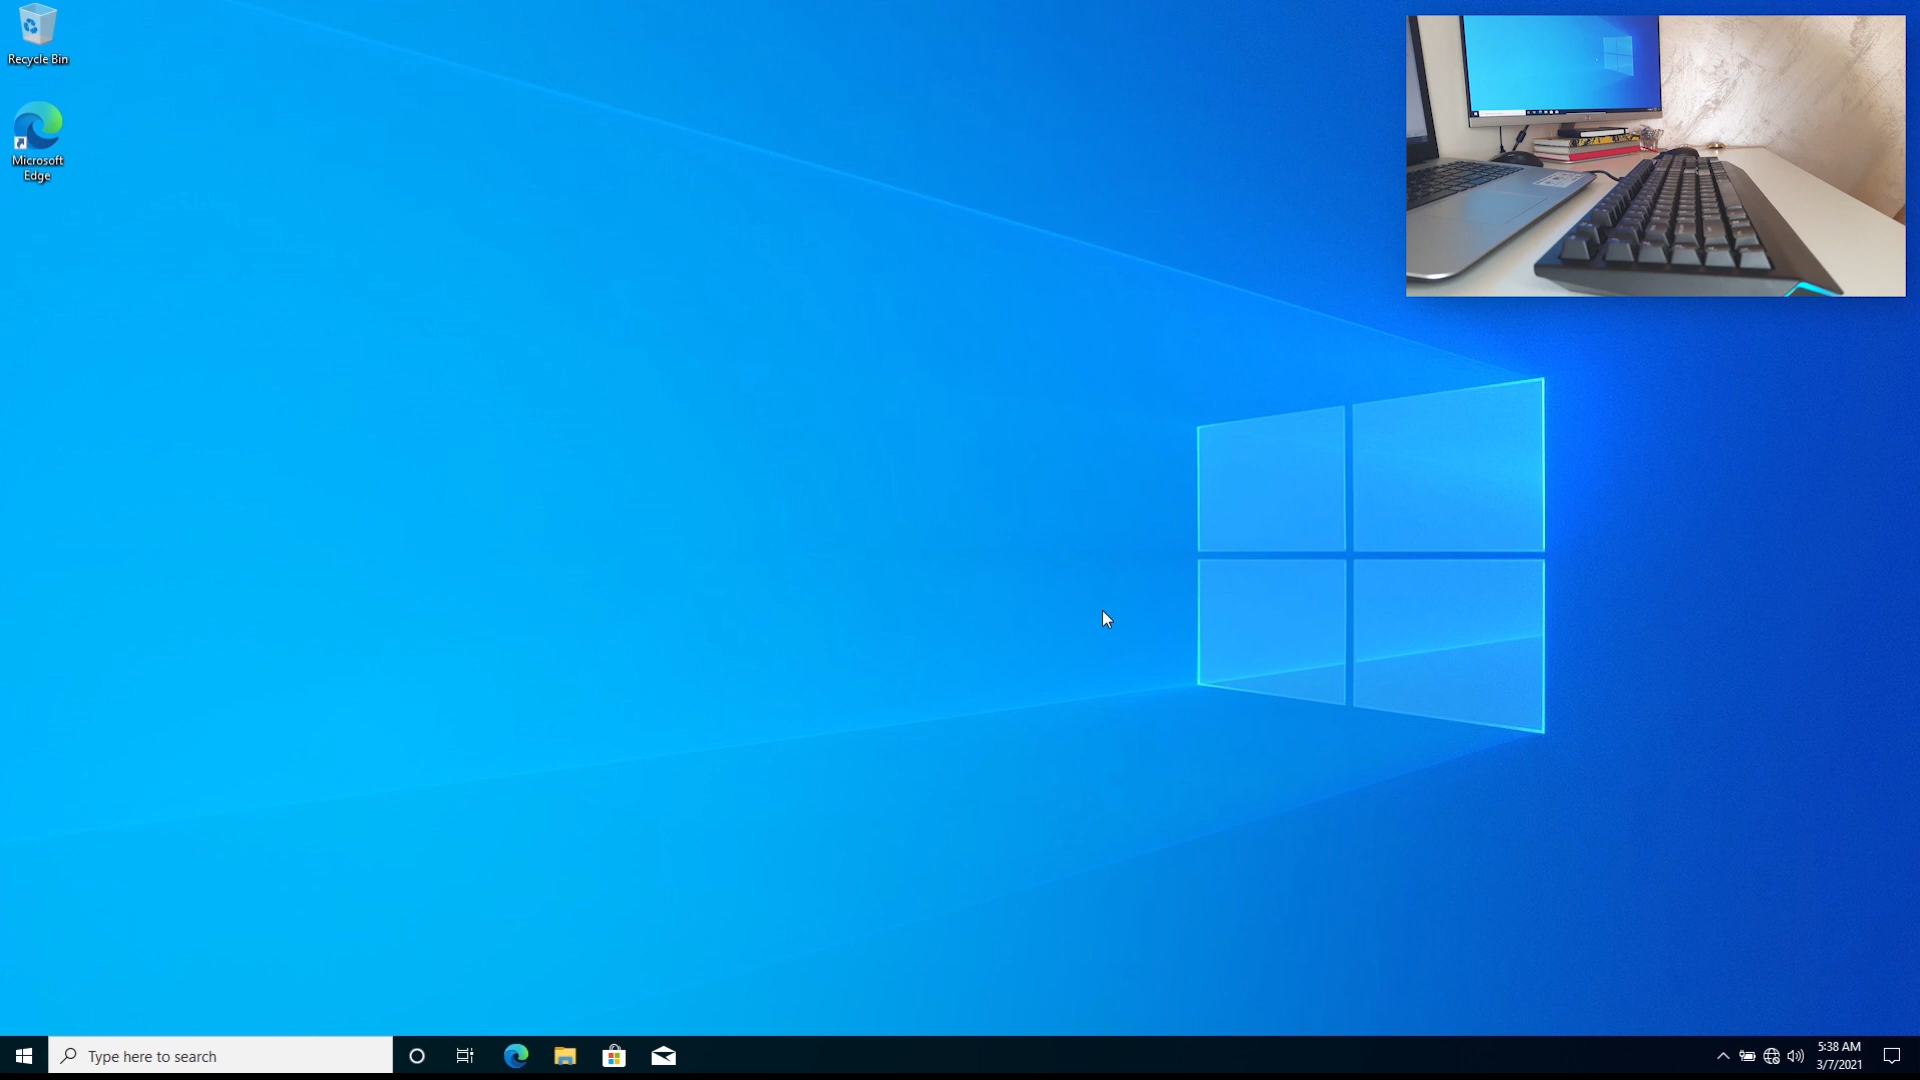 Recycle Bin
Microsoft
Edge
Type here to search
5:38 AM
3/7/2021